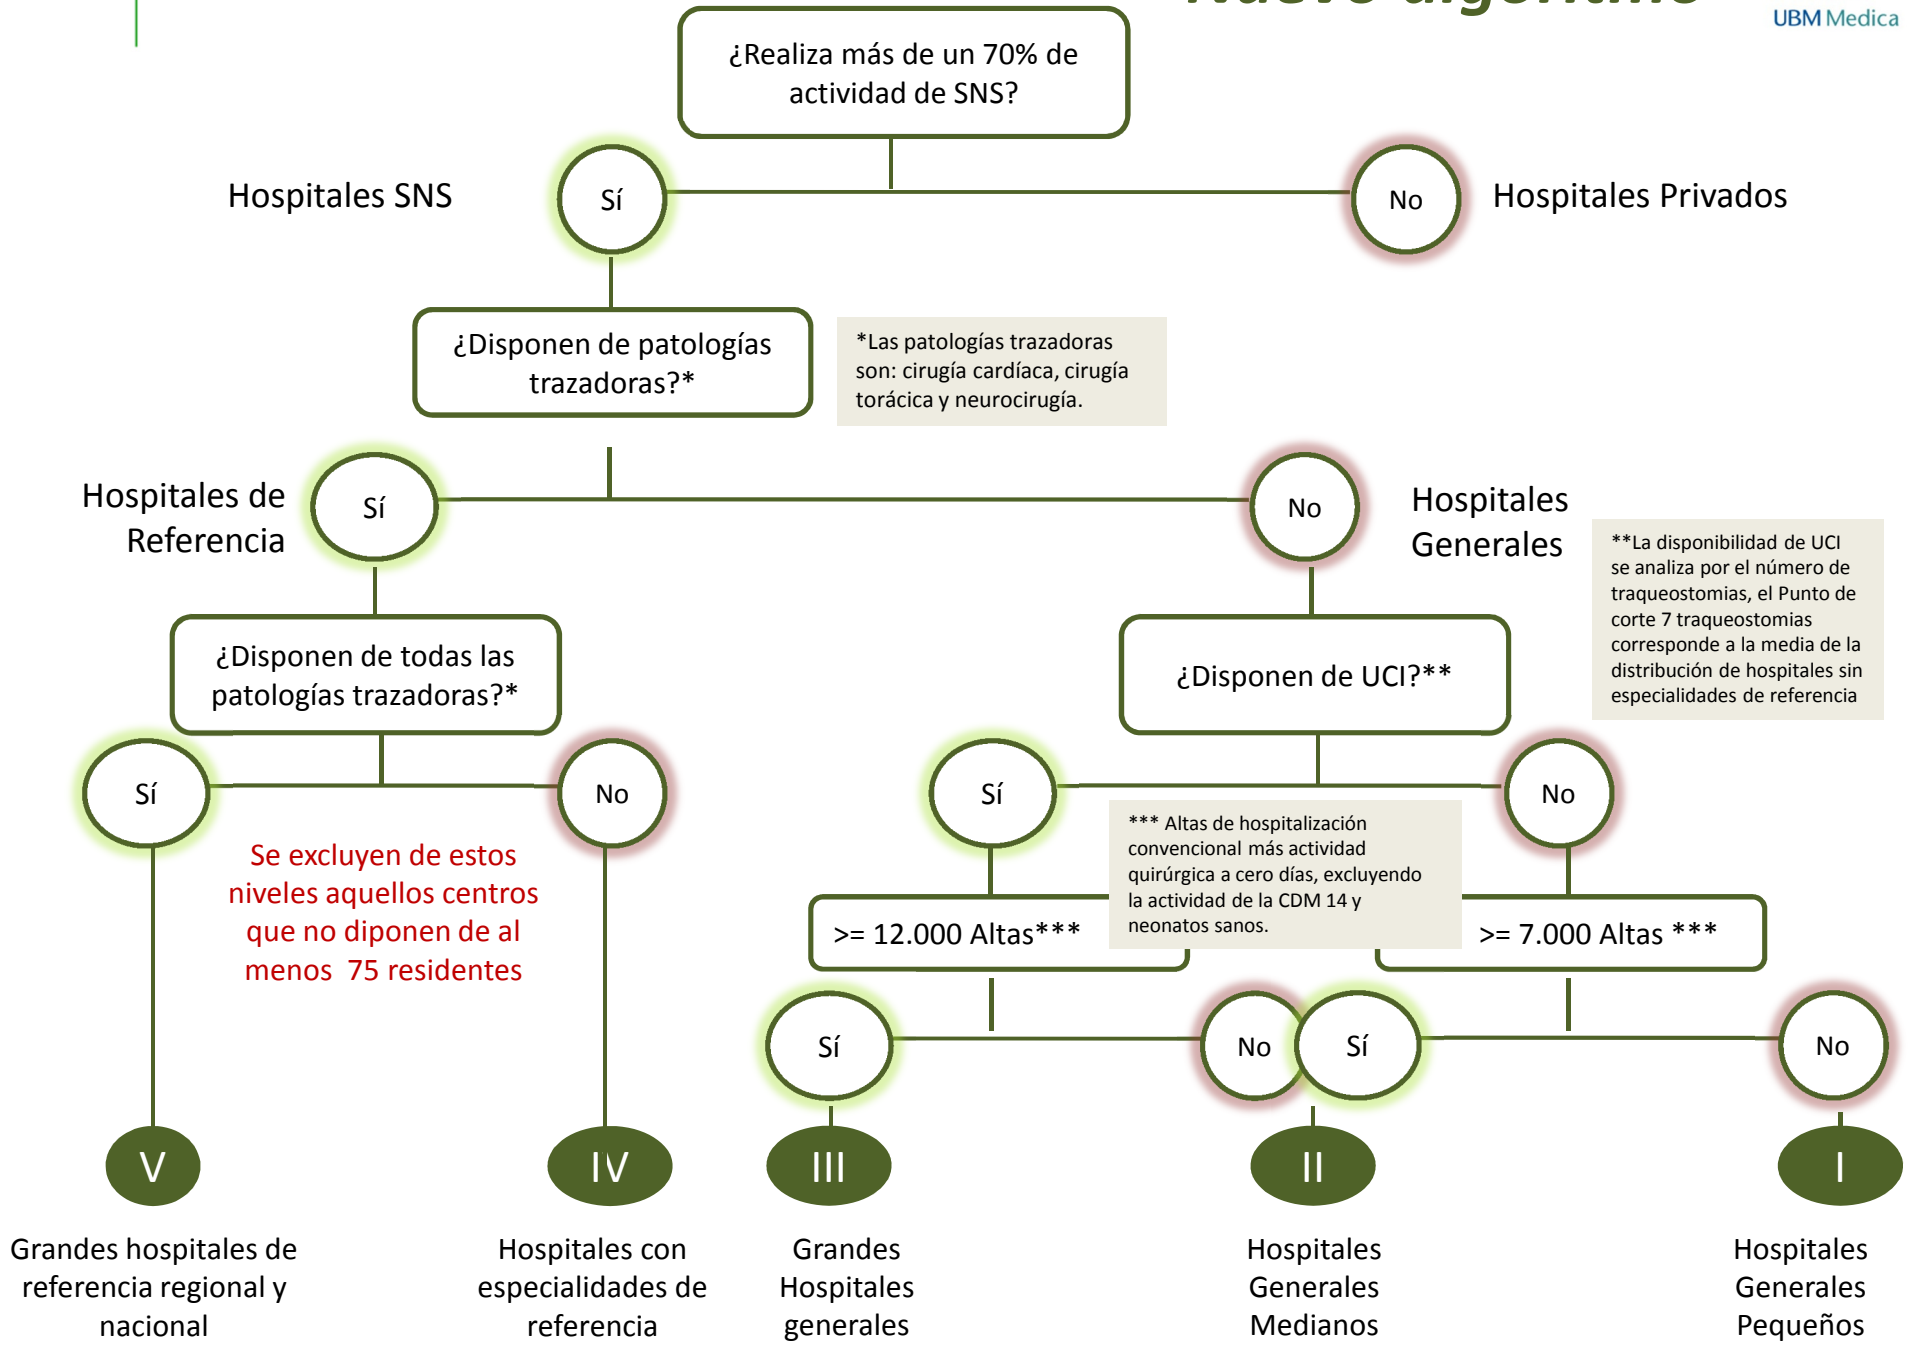 Nuevo algoritmo
UBM Medica
¿Realiza más de un 70% de
actividad de SNS?
Hospitales SNS
Sí
No
Hospitales Privados
¿Disponen de patologías
trazadoras?*
*Las patologías trazadoras
son: cirugía cardíaca, cirugía
torácica y neurocirugía.
Hospitales de
Referencia
Sí
No
Hospitales
Generales
**La disponibilidad de UCI
se analiza por el número de
traqueostomias, el Punto de
corte 7 traqueostomias
corresponde a la media de la
distribución de hospitales sin
especialidades de referencia
¿Disponen de todas las
patologías trazadoras?*
¿Disponen de UCI?**
Sí
No
Sí
No
Se excluyen de estos
niveles aquellos centros
que no diponen de al
menos 75 residentes
*** Altas de hospitalización
convencional más actividad
quirúrgica a cero días, excluyendo
la actividad de la CDM 14 y
neonatos sanos.
>= 12.000 Altas***
>= 7.000 Altas ***
Sí
No
Sí
No
V
IV
III
II
I
Grandes hospitales de
referencia regional y
nacional
Hospitales con
especialidades de
referencia
Grandes
Hospitales
generales
Hospitales
Generales
Medianos
Hospitales
Generales
Pequeños